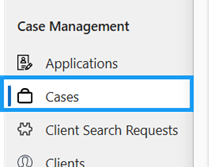 Case Management
Applications
Cases
Client Search Requests
Clients